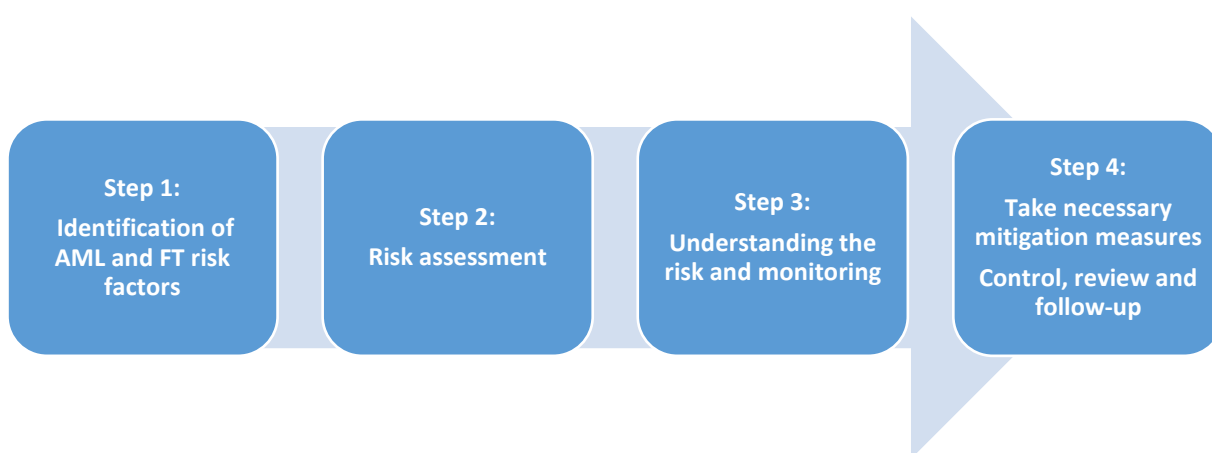 Step 1:
Identification of
AML and FT risk
factors
Step 2:
Risk assessment
Step 3:
Understanding the
risk and monitoring
Step 4:
Take necessary
mitigation measures
Control, review and
follow-up